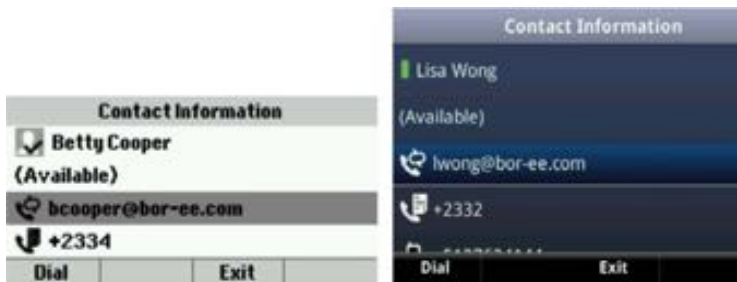 Contact Information
Betty Cooper
(Available)
bcooper@bor-ee.com
+2334
Dial
Exit
Contact Information
Lisa Wong
(Available)
lwong@bor-ee.com
+2332
Dial
Exit